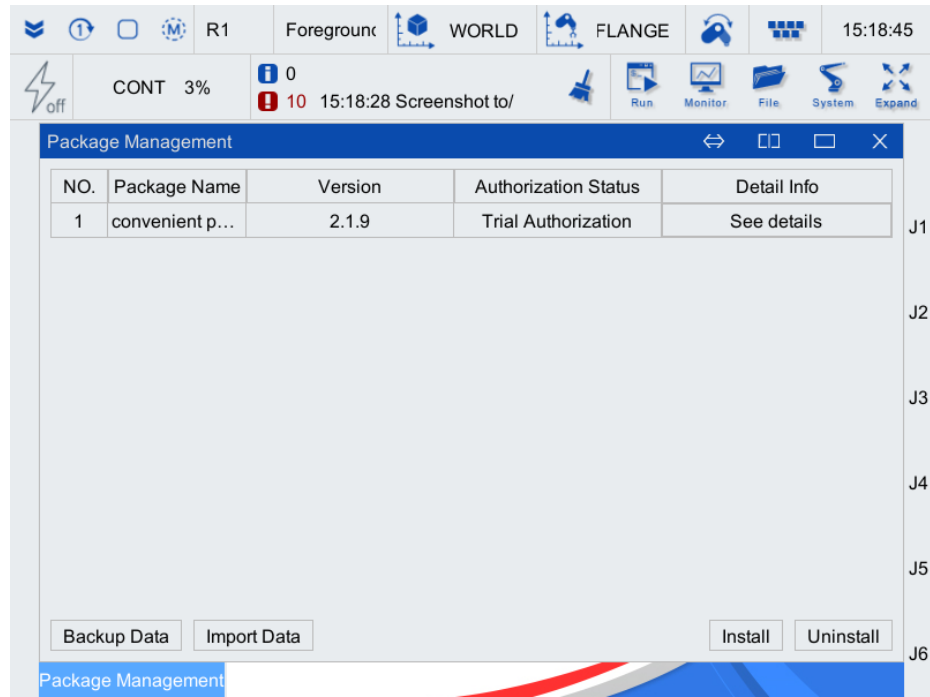 1 M R1 Foregroun WORLD FLANGE 15:18:45
off CONT 3% i 0
! 10 15:18:28 Screenshot to/
Run Monitor File System Expand
Package Management
NO. Package Name Version Authorization Status Detail Info
1 convenient p... 2.1.9 Trial Authorization See details
J1
J2
J3
J4
J5
J6
Backup Data Import Data Install Uninstall
Package Management